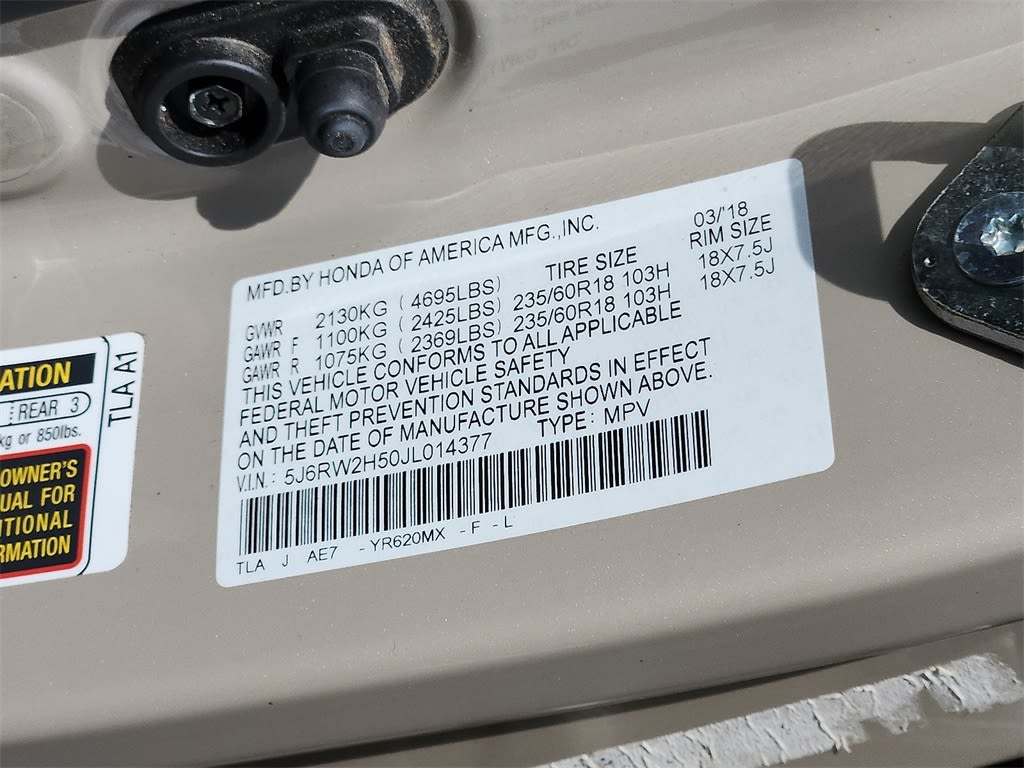 MFD.BY HONDA OF AMERICA MFG.,INC. 03/'18
TIRE SIZE RIM SIZE
GVWR 2130KG ( 4695LBS)
GAWR F 1100KG ( 2425LBS) 235/60R18 103H 18X7.5J
GAWR R 1075KG ( 2369LBS) 235/60R18 103H 18X7.5J
THIS VEHICLE CONFORMS TO ALL APPLICABLE
FEDERAL MOTOR VEHICLE SAFETY
AND THEFT PREVENTION STANDARDS IN EFFECT
ON THE DATE OF MANUFACTURE SHOWN ABOVE.
V.I.N.: 5J6RW2H50JL014377 TYPE: MPV
TLA J AE7 - YR620MX - F - L
ATION
REAR 3
kg or 850lbs.
OWNER'S
UAL FOR
ITIONAL
RMATION
TLA A1